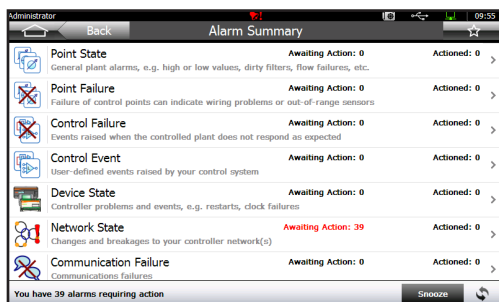 Administrator 09:55
Back Alarm Summary
Point State Awaiting Action: 0 Actioned: 0
General plant alarms, e.g. high or low values, dirty filters, flow failures, etc.
Point Failure Awaiting Action: 0 Actioned: 0
Failure of control points can indicate wiring problems or out-of-range sensors
Control Failure Awaiting Action: 0 Actioned: 0
Events raised when the controlled plant does not respond as expected
Control Event Awaiting Action: 0 Actioned: 0
User-defined events raised by your control system
Device State Awaiting Action: 0 Actioned: 0
Controller problems and events, e.g. restarts, clock failures
Network State Awaiting Action: 39 Actioned: 0
Changes and breakages to your controller network(s)
Communication Failure Awaiting Action: 0 Actioned: 0
Communications failures
You have 39 alarms requiring action Snooze